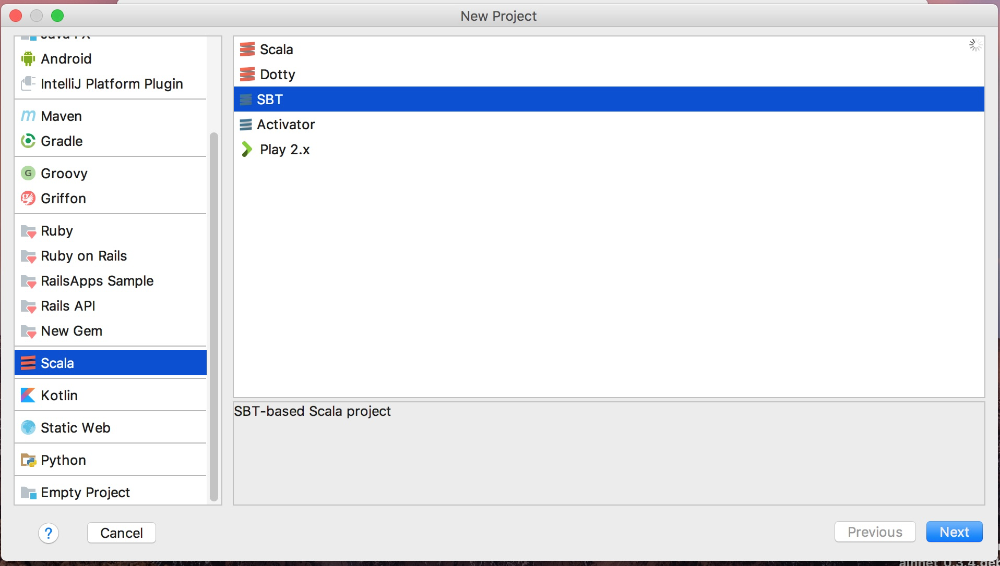 New Project
Java FX
Android
IntelliJ Platform Plugin
Maven
Gradle
G Groovy
Griffon
Ruby
Ruby on Rails
RailsApps Sample
Rails API
New Gem
Scala
Kotlin
Static Web
Python
Empty Project
Scala
Dotty
SBT
Activator
Play 2.x
SBT-based Scala project
? Cancel
Previous Next